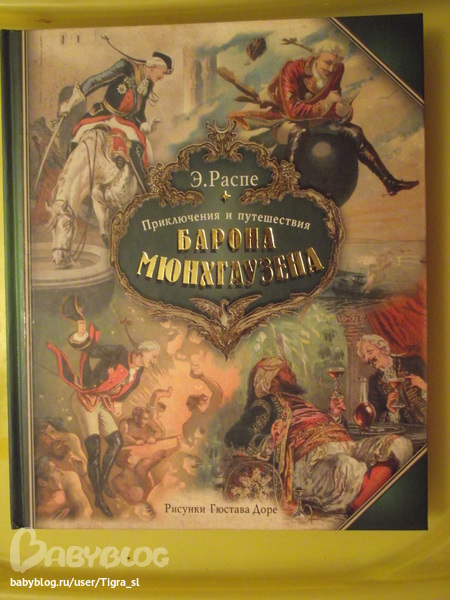 Э.Распе
Приключения и путешествия
БАРОНА
МЮНХГАУЗЕНА
Рисунки Гюстава Доре
BABYBLOG
babyblog.ru/user/Tigra_sl